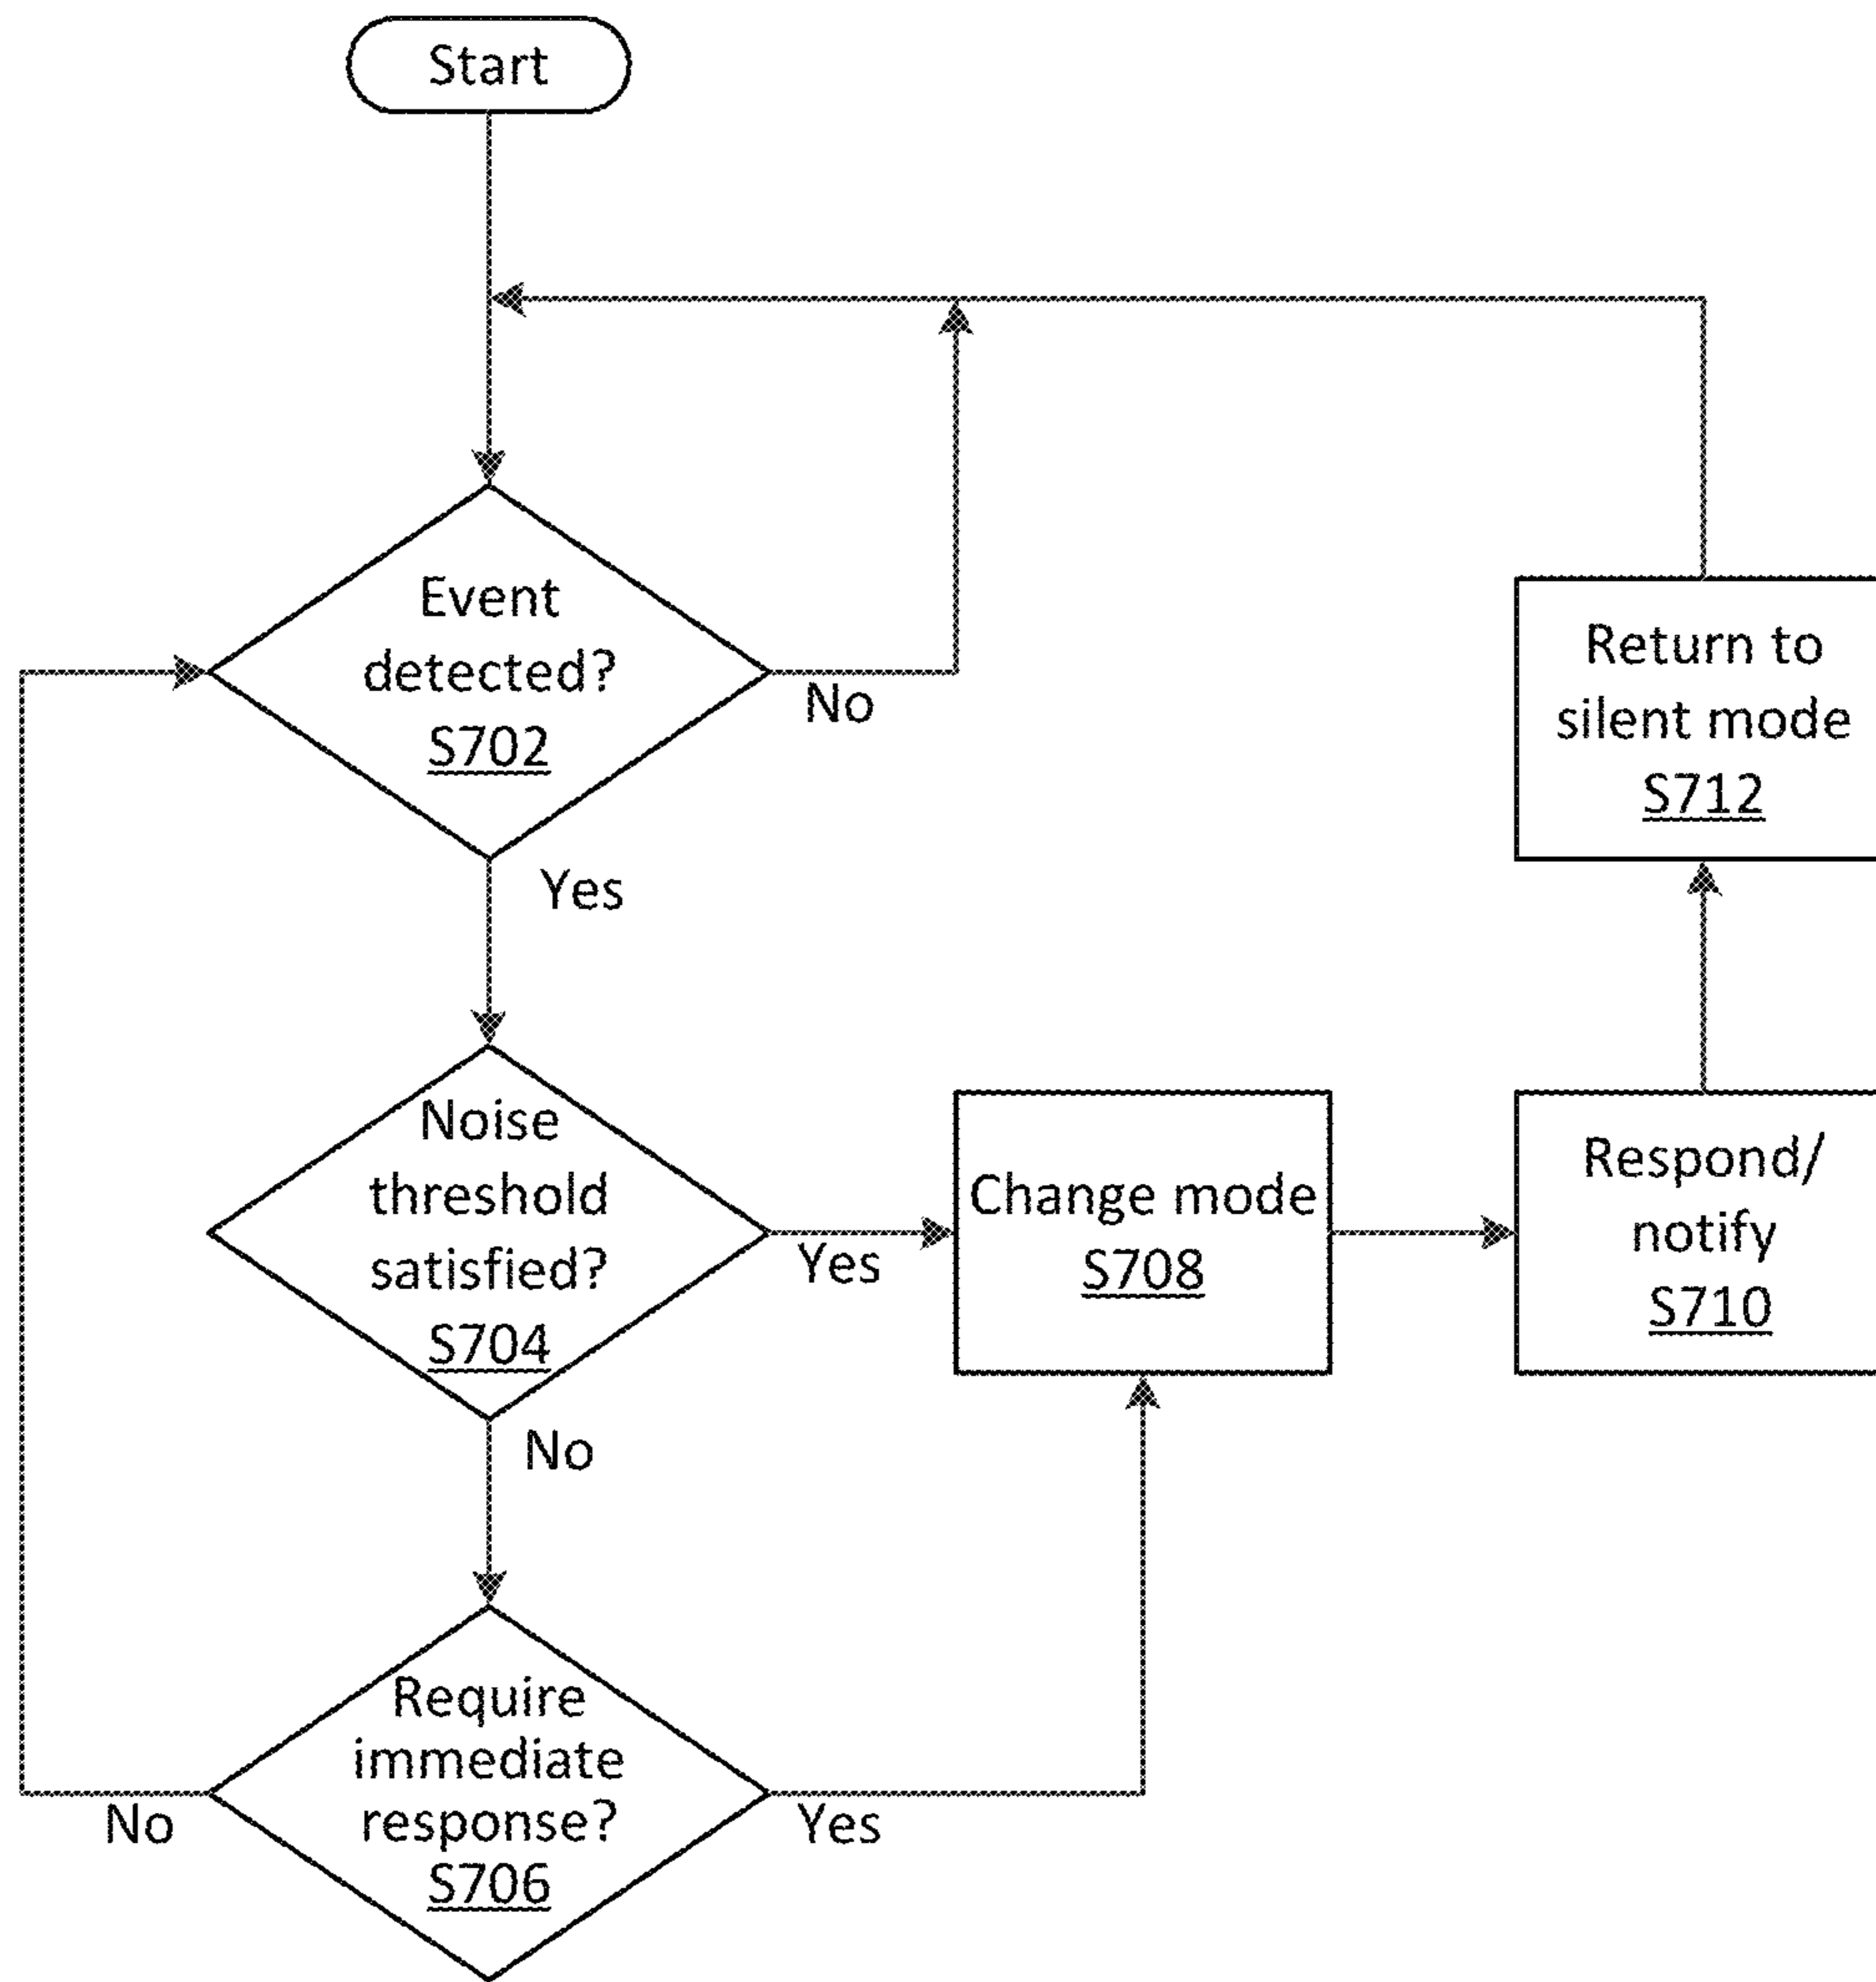 Start
Event
detected?
S702
No
Yes
Return to
silent mode
S712
Noise
threshold
satisfied?
S704
Yes
No
Change mode
S708
Respond/
notify
S710
Require
immediate
response?
S706
No
Yes